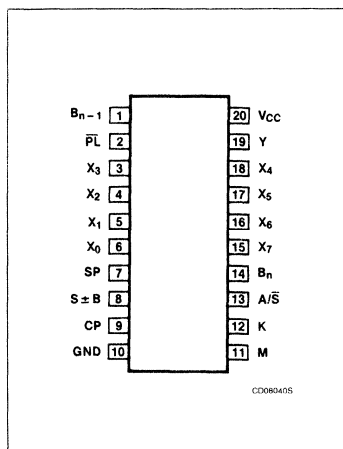 Bn-1 1 20 VCC
PL 2 19 Y
X3 3 18 X4
X2 4 17 X5
X1 5 16 X6
X0 6 15 X7
SP 7 14 Bn
S ± B 8 13 A/S
CP 9 12 K
GND 10 11 M
CD08040S